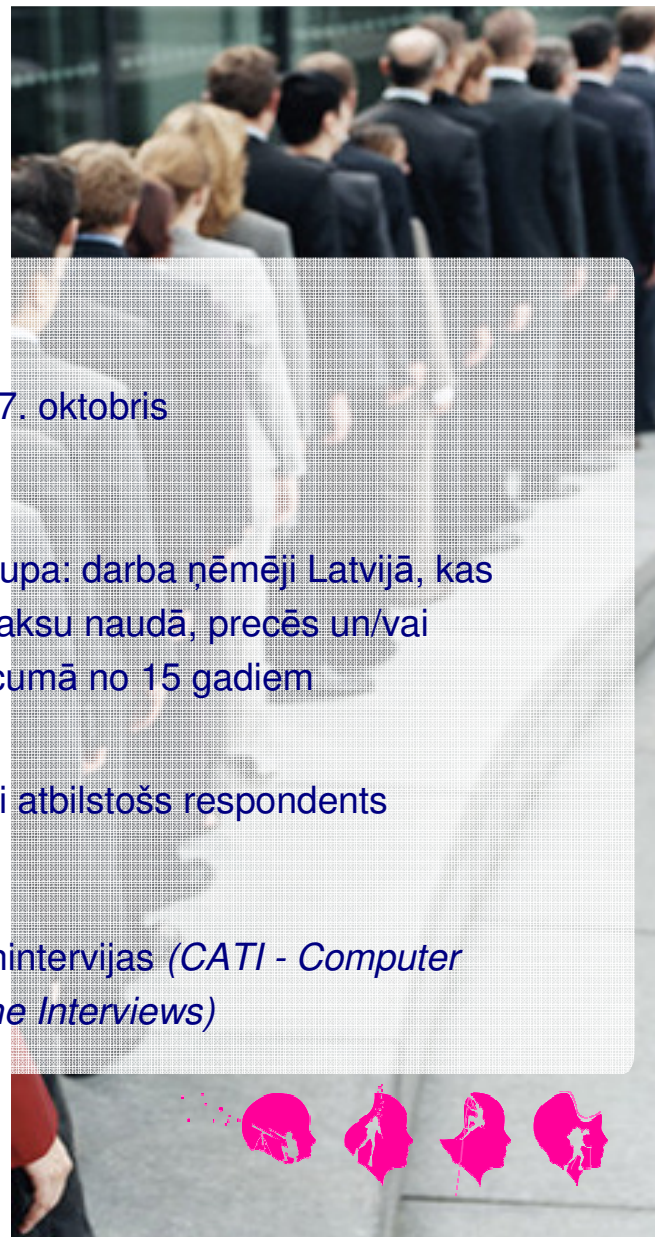 7. oktobris
upa: darba ņēmēji Latvijā, kas
aksu naudā, precēs un/vai
cumā no 15 gadiem
i atbilstošs respondents
nintervijas (CATI - Computer
ne Interviews)